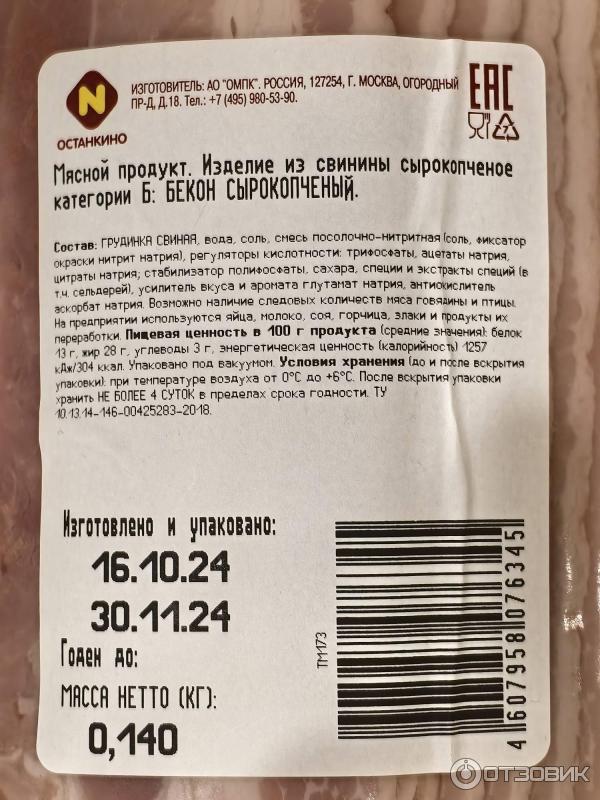 N
ОСТАНКИНО
ИЗГОТОВИТЕЛЬ: АО "ОМПК". РОССИЯ, 127254, Г. МОСКВА, ОГОРОДНЫЙ
ПР-Д, Д.18. Тел.: +7 (495) 980-53-90.
EAC
7
Мясной продукт. Изделие из свинины сырокопченое
категории Б: БЕКОН СЫРОКОПЧЕНЫЙ.
Состав: ГРУДИНКА СВИНАЯ, вода, соль, смесь посолочно-нитритная (соль, фиксатор
окраски нитрит натрия), регуляторы кислотности: трифосфаты, ацетаты натрия,
цитраты натрия; стабилизатор полифосфаты, сахара, специи и экстракты специй (в
т.ч. сельдерей), усилитель вкуса и аромата глутамат натрия, антиокислитель
аскорбат натрия. Возможно наличие следовых количеств мяса говядины и птицы.
На предприятии используются яйца, молоко, соя, горчица, злаки и продукты их
переработки. Пищевая ценность в 100 г продукта (средние значения): белок
13 г, жир 28 г, углеводы 3 г, энергетическая ценность (калорийность) 1257
кДж/304 ккал. Упаковано под вакуумом. Условия хранения (до и после вскрытия
упаковки): при температуре воздуха от 0°С до +6°С. После вскрытия упаковки
хранить НЕ БОЛЕЕ 4 СУТОК в пределах срока годности. ТУ
10.13.14-146-00425283-2018.
Изготовлено и упаковано:
16.10.24
30.11.24
Годен до:
МАССА НЕТТО (КГ):
0,140
ТМ173
4607958076345
ОТЗОВИК